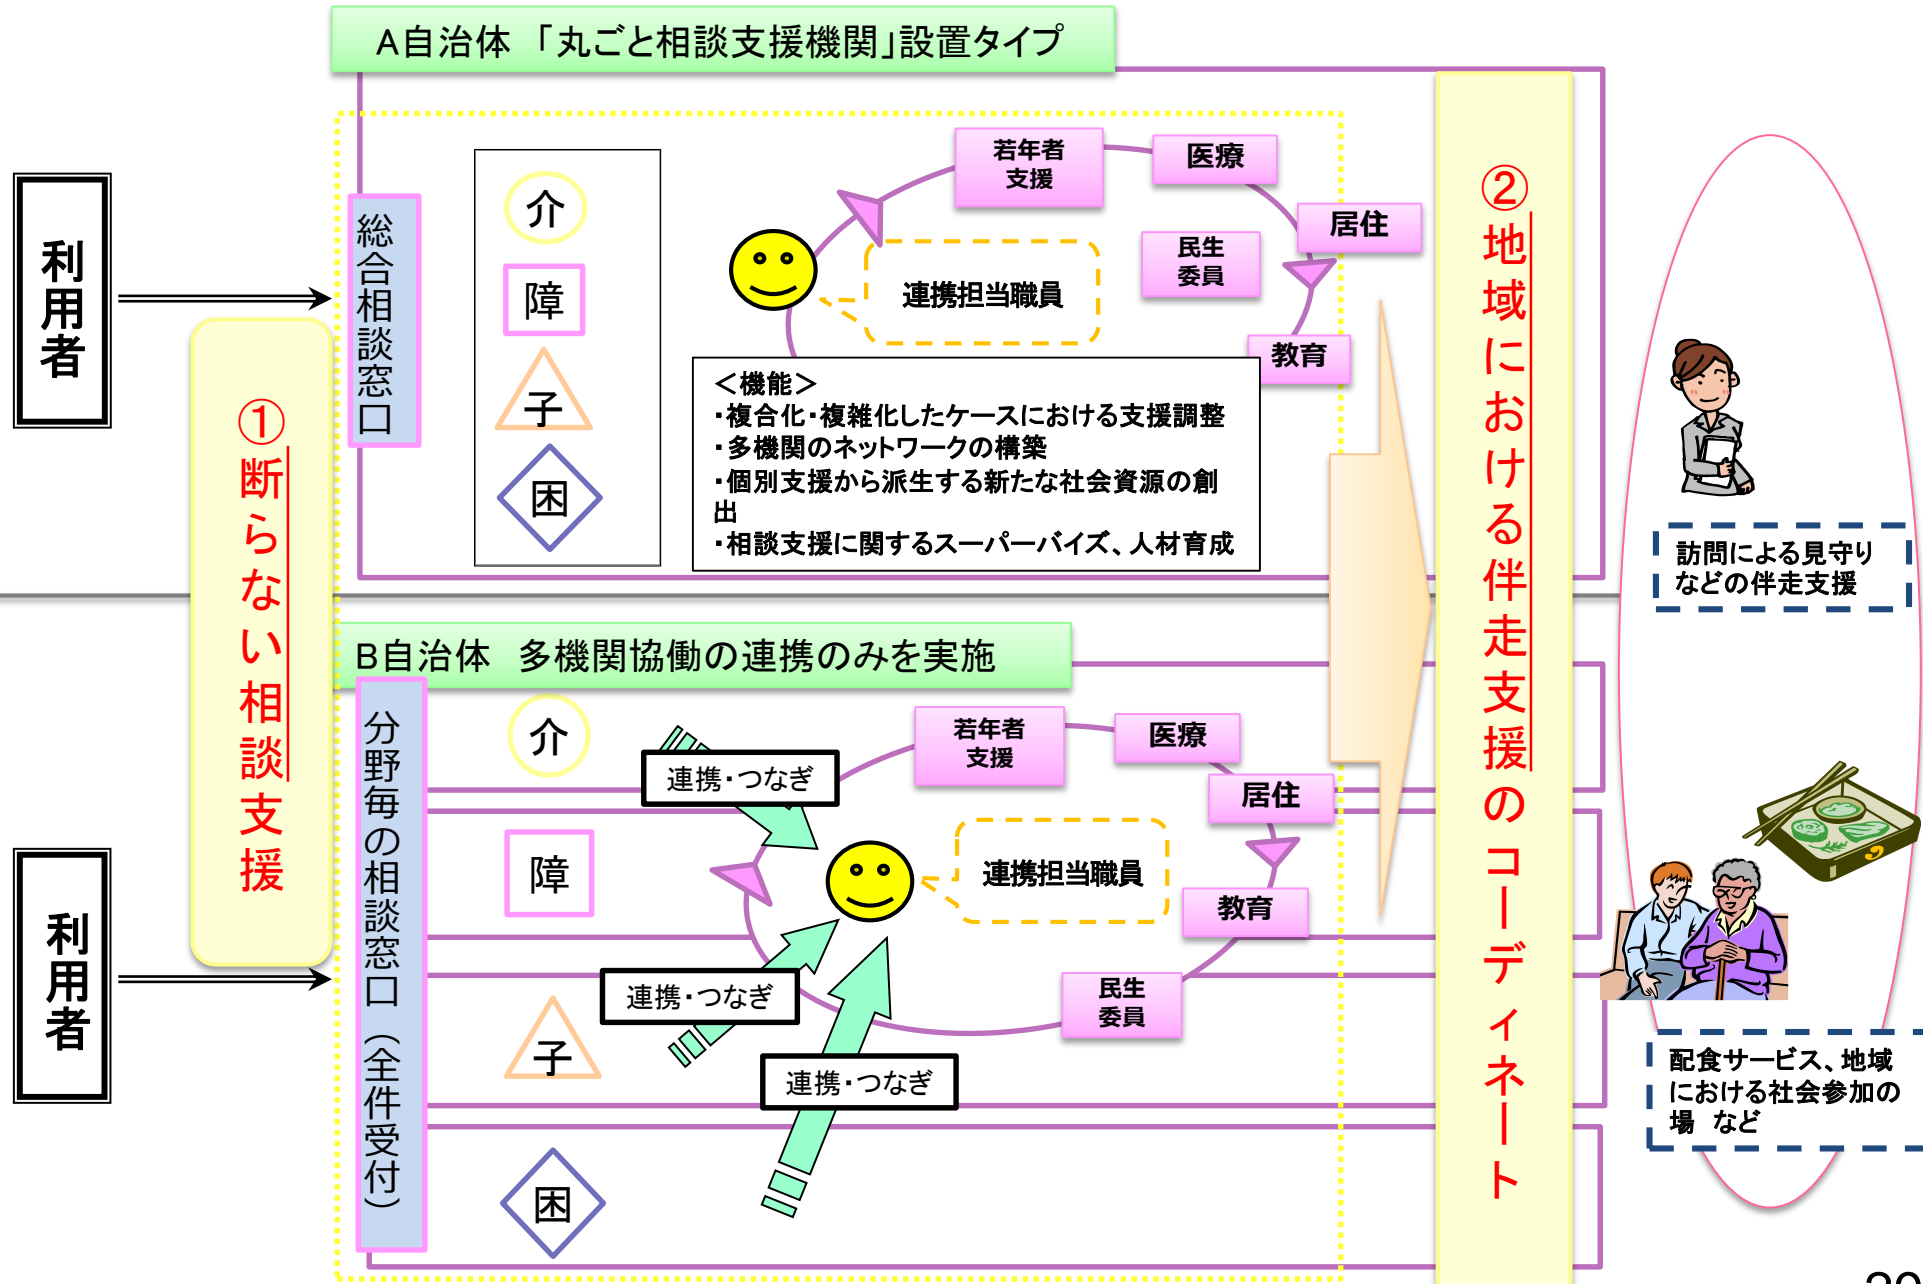 A自治体 「丸ごと相談支援機関」設置タイプ
利用者
総合相談窓口
介
障
子
困
若年者
支援
医療
居住
民生
委員
教育
連携担当職員
＜機能＞
・複合化・複雑化したケースにおける支援調整
・多機関のネットワークの構築
・個別支援から派生する新たな社会資源の創
出
・相談支援に関するスーパーバイズ、人材育成
①断らない相談支援
②地域における伴走支援のコーディネート
訪問による見守り
などの伴走支援
B自治体　多機関協働の連携のみを実施
利用者
分野毎の相談窓口（全件受付）
介
障
子
困
連携・つなぎ
連携・つなぎ
連携・つなぎ
若年者
支援
医療
居住
教育
民生
委員
連携担当職員
配食サービス、地域
における社会参加の
場　など